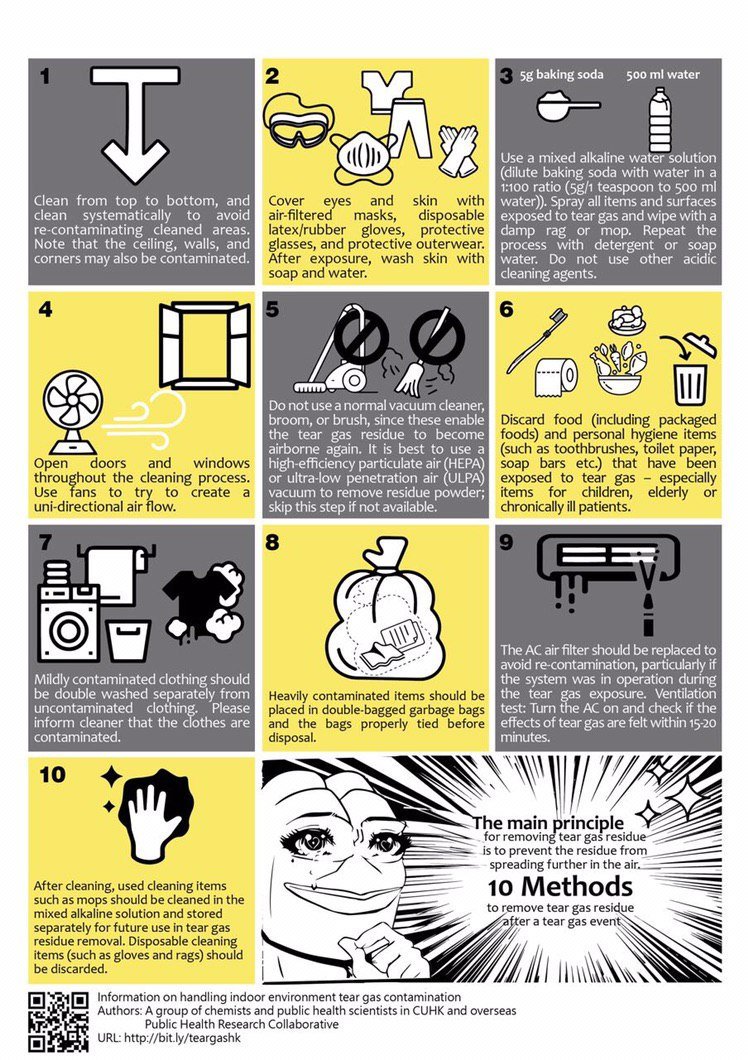 1
Clean from top to bottom, and
clean systematically to avoid
re-contaminating cleaned areas.
Note that the ceiling, walls, and
corners may also be contaminated.
2
Cover eyes and skin with
air-filtered masks, disposable
latex/rubber gloves, protective
glasses, and protective outerwear.
After exposure, wash skin with
soap and water.
3
5g baking soda 500 ml water
Use a mixed alkaline water solution
(dilute baking soda with water in a
1:100 ratio (5g/1 teaspoon to 500 ml
water)). Spray all items and surfaces
exposed to tear gas and wipe with a
damp rag or mop. Repeat the
process with detergent or soap
water. Do not use other acidic
cleaning agents.
4
Open doors and windows
throughout the cleaning process.
Use fans to try to create a
uni-directional air flow.
5
Do not use a normal vacuum cleaner,
broom, or brush, since these enable
the tear gas residue to become
airborne again. It is best to use a
high-efficiency particulate air (HEPA)
or ultra-low penetration air (ULPA)
vacuum to remove residue powder;
skip this step if not available.
6
Discard food (including packaged
foods) and personal hygiene items
(such as toothbrushes, toilet paper,
soap bars etc.) that have been
exposed to tear gas – especially
items for children, elderly or
chronically ill patients.
7
Mildly contaminated clothing should
be double washed separately from
uncontaminated clothing. Please
inform cleaner that the clothes are
contaminated.
8
Heavily contaminated items should be
placed in double-bagged garbage bags
and the bags properly tied before
disposal.
9
The AC air filter should be replaced to
avoid re-contamination, particularly if
the system was in operation during
the tear gas exposure. Ventilation
test: Turn the AC on and check if the
effects of tear gas are felt within 15-20
minutes.
10
After cleaning, used cleaning items
such as mops should be cleaned in the
mixed alkaline solution and stored
separately for future use in tear gas
residue removal. Disposable cleaning
items (such as gloves and rags) should
be discarded.
The main principle
for removing tear gas residue
is to prevent the residue from
spreading further in the air.
10 Methods
to remove tear gas residue
after a tear gas event
Information on handling indoor environment tear gas contamination
Authors: A group of chemists and public health scientists in CUHK and overseas
Public Health Research Collaborative
URL: http://bit.ly/teargashk